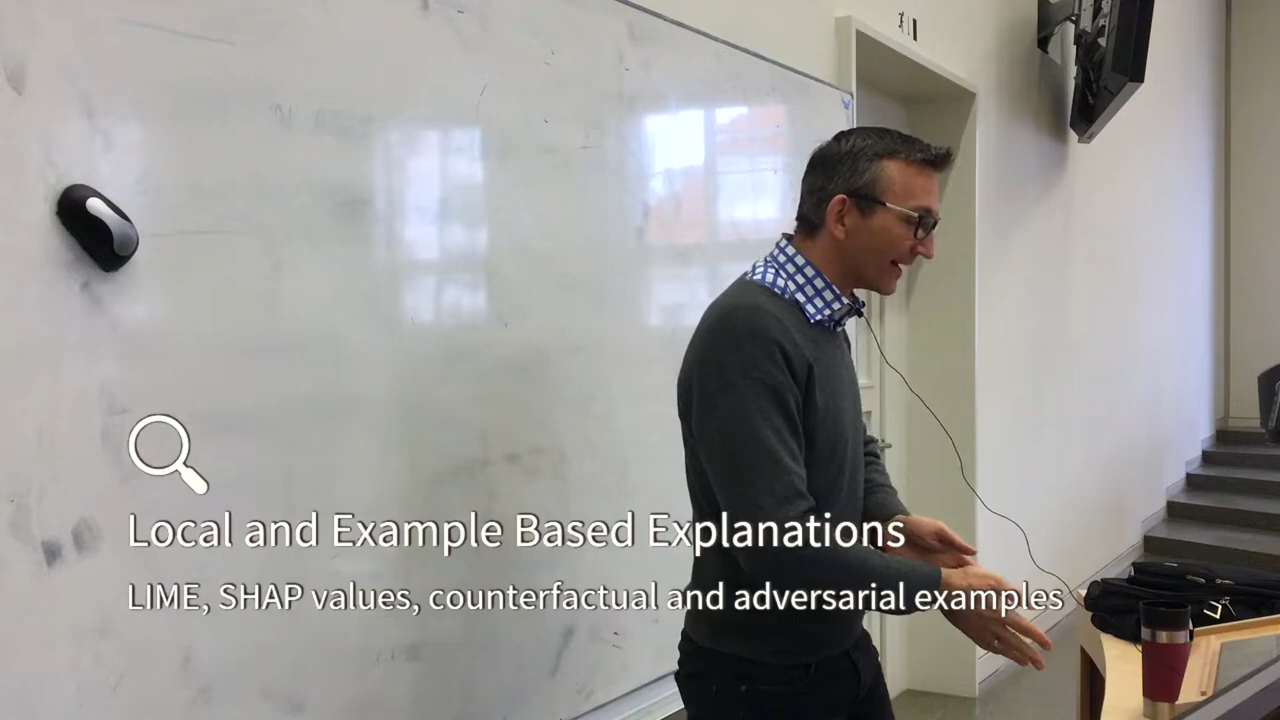 Local and Example Based Explanations
LIME, SHAP values, counterfactual and adversarial examples